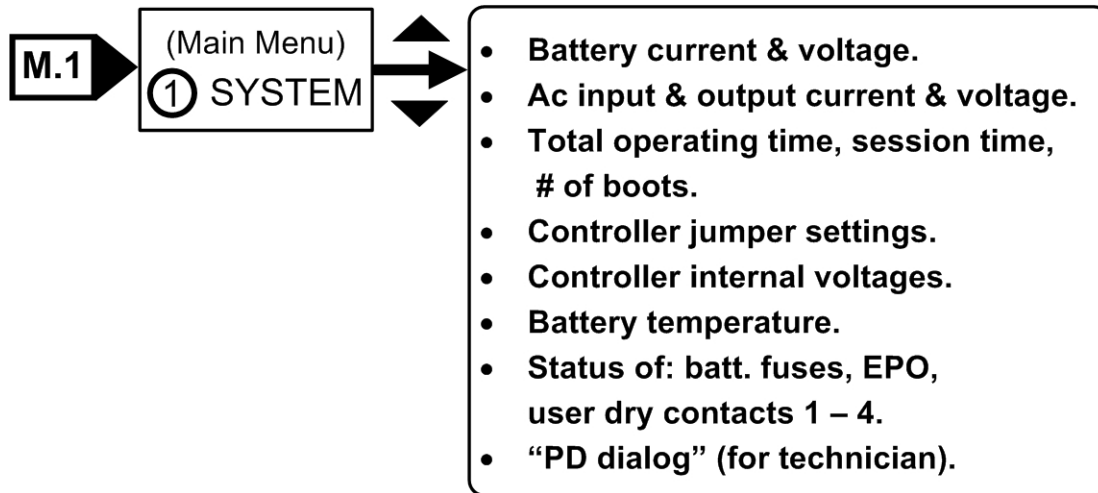 M.1
(Main Menu)
1 SYSTEM
• Battery current & voltage.
• Ac input & output current & voltage.
• Total operating time, session time,
# of boots.
• Controller jumper settings.
• Controller internal voltages.
• Battery temperature.
• Status of: batt. fuses, EPO,
user dry contacts 1 – 4.
• “PD dialog” (for technician).